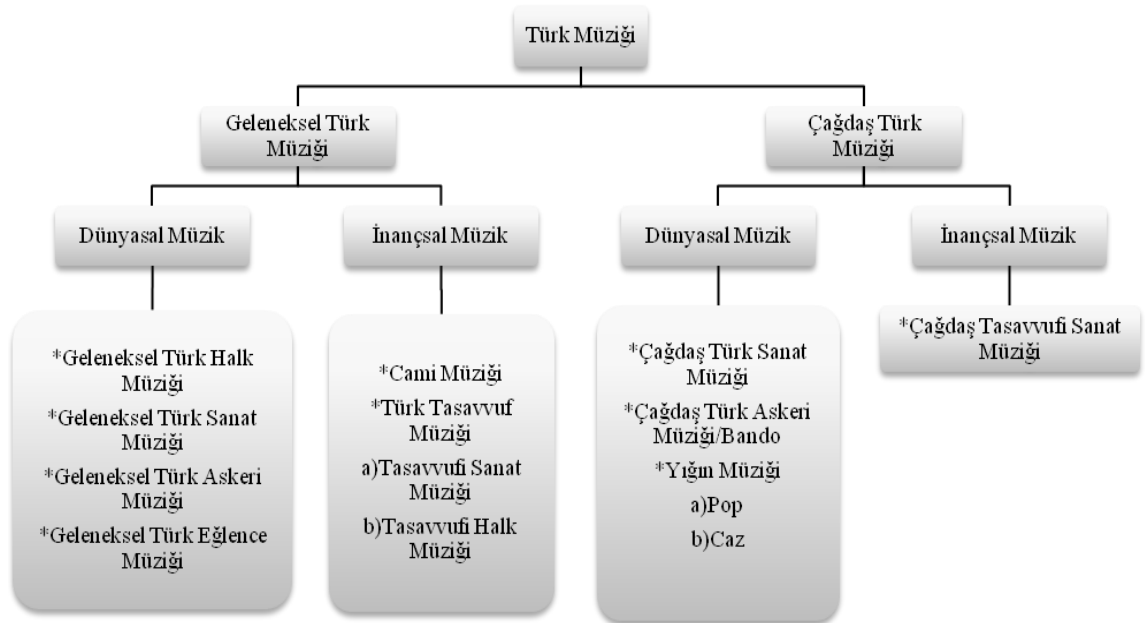 Türk Müziği
Geleneksel Türk
Müziği
Çağdaş Türk
Müziği
Dünyasal Müzik
İnançsal Müzik
Dünyasal Müzik
İnançsal Müzik
*Geleneksel Türk Halk
Müziği
*Geleneksel Türk Sanat
Müziği
*Geleneksel Türk Askeri
Müziği
*Geleneksel Türk Eğlence
Müziği
*Cami Müziği
*Türk Tasavvuf
Müziği
a)Tasavvufi Sanat
Müziği
b)Tasavvufi Halk
Müziği
*Çağdaş Türk Sanat
Müziği
*Çağdaş Türk Askeri
Müziği/Bando
*Yığın Müziği
a)Pop
b)Caz
*Çağdaş Tasavvufi Sanat
Müziği